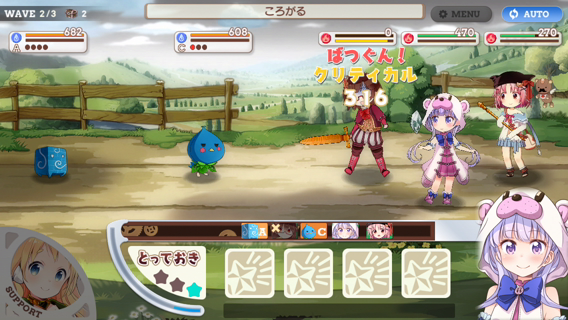 WAVE 2/3 2
ころがる
MENU
AUTO
682
A
608
C
0
470
270
ばつぐん！
クリティカル
316
A
C
とっておき
SUPPORT